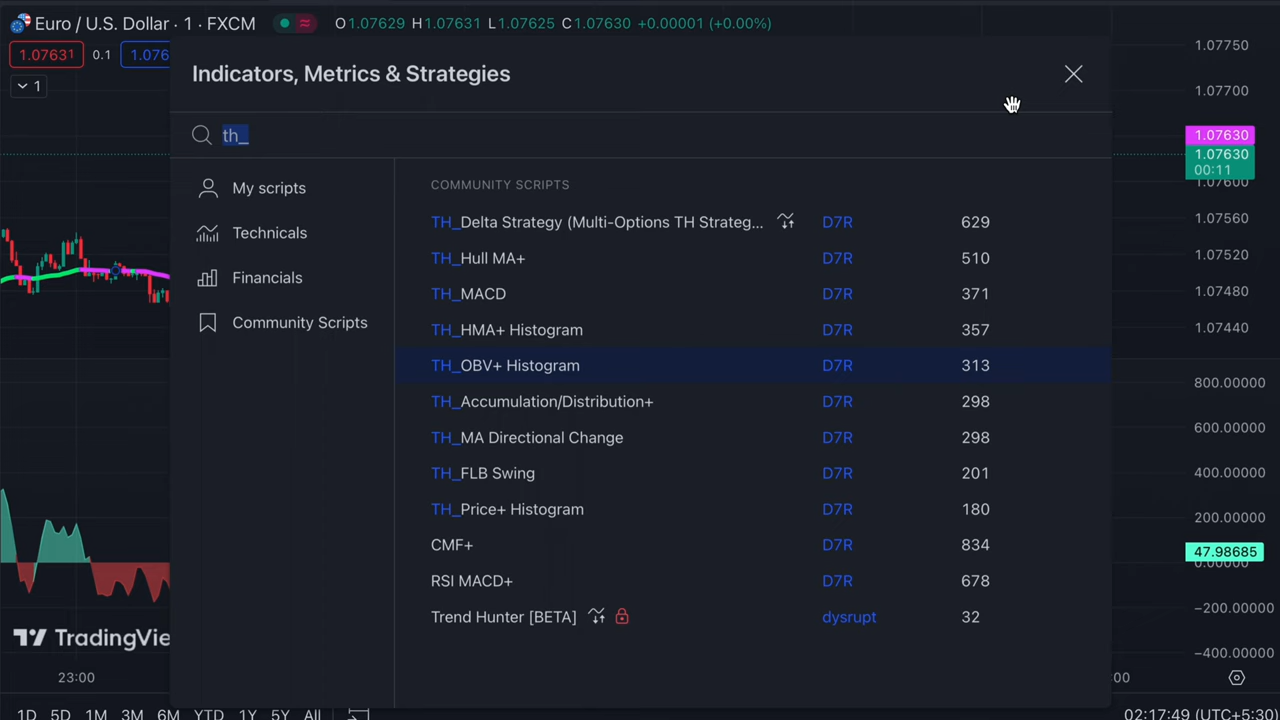 Euro / U.S. Dollar · 1 · FXCM
O1.07629 H1.07631 L1.07625 C1.07630 +0.00001 (+0.00%)
1.07631 0.1 1.076
1
Indicators, Metrics & Strategies
th_
My scripts
Technicals
Financials
Community Scripts
COMMUNITY SCRIPTS
TH_Delta Strategy (Multi-Options TH Strateg... D7R 629
TH_Hull MA+ D7R 510
TH_MACD D7R 371
TH_HMA+ Histogram D7R 357
TH_OBV+ Histogram D7R 313
TH_Accumulation/Distribution+ D7R 298
TH_MA Directional Change D7R 298
TH_FLB Swing D7R 201
TH_Price+ Histogram D7R 180
CMF+ D7R 834
RSI MACD+ D7R 678
Trend Hunter [BETA] dysrupt 32
1.07750
1.07700
1.07630
1.07630
00:11
1.07600
1.07560
1.07520
1.07480
1.07440
800.00000
600.00000
400.00000
200.00000
47.98685
0.00000
−200.00000
−400.00000
TradingVie
23:00
:00
1D 5D 1M 3M 6M YTD 1Y 5Y All
02:17:49 (UTC+5:30)